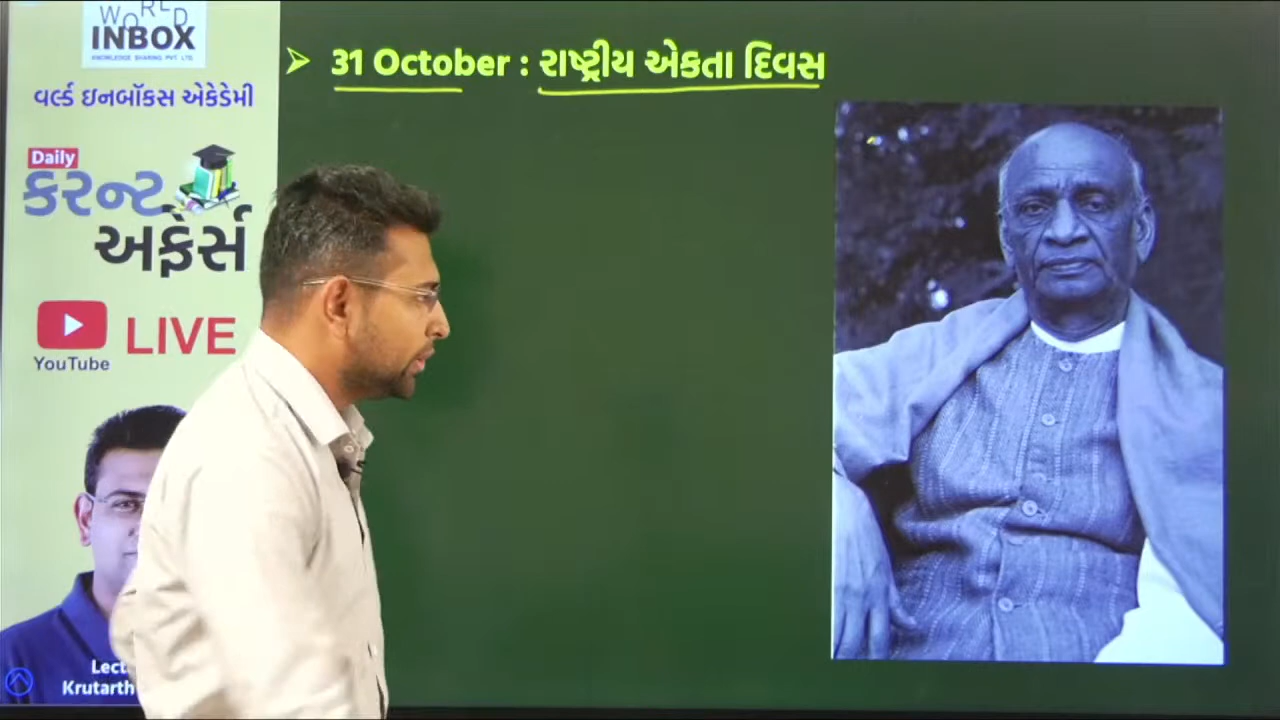 WORLD
INBOX
KNOWLEDGE SHARING PVT. LTD.
વર્લ્ડ ઇનબૉક્સ એકેડેમી
Daily
કરન્ટ
અફેર્સ
YouTube
LIVE
Krutarth
➢ 31 October : રાષ્ટ્રીય એકતા દિવસ